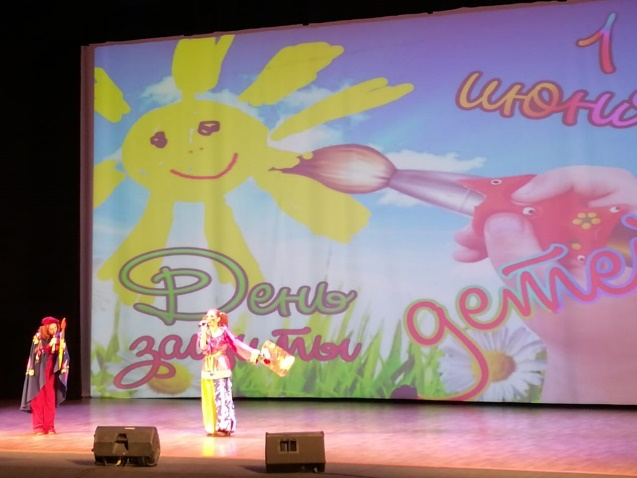 1
июня
День
защиты
детей